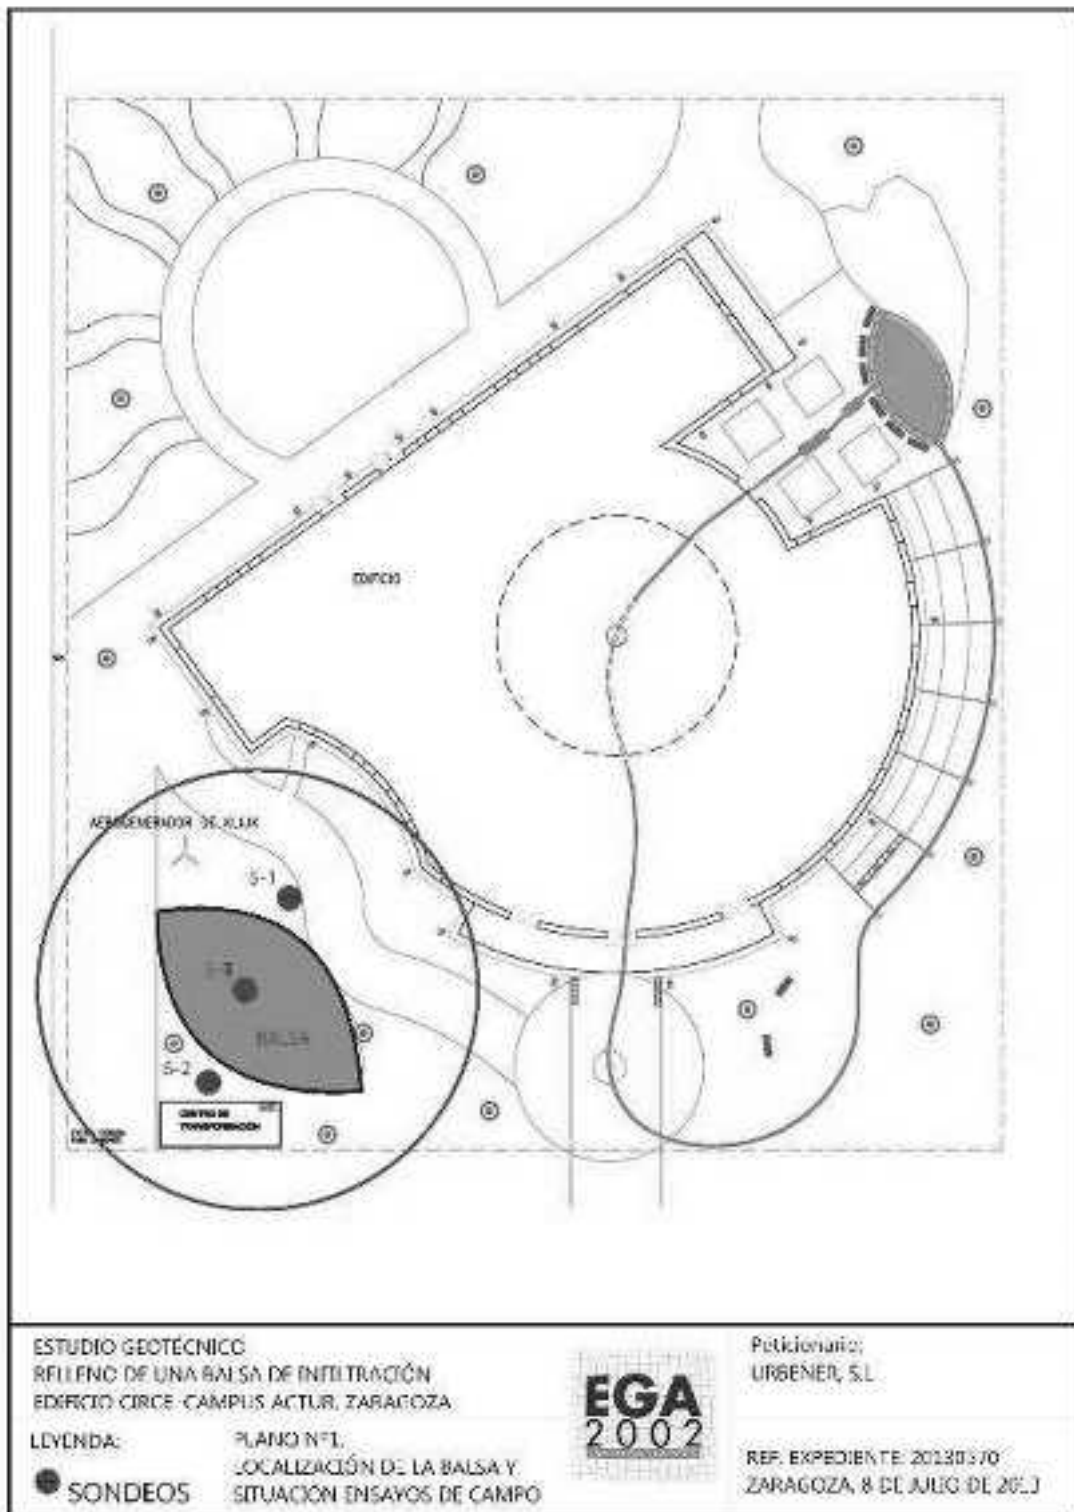 EDIFICIO
AEROGENERADOR DE XLAIK
S-1
S-3
BALSA
S-2
CENTRO DE
TRANSFORMACIÓN
ESTUDIO GEOTÉCNICO
RELLENO DE UNA BALSA DE INFILTRACIÓN
EDIFICIO CIRCE. CAMPUS ACTUR. ZARAGOZA
LEYENDA:
SONDEOS
PLANO Nº1.
LOCALIZACIÓN DE LA BALSA Y
SITUACIÓN ENSAYOS DE CAMPO
EGA
2002
Peticionario:
URBENER, S.L.
REF. EXPEDIENTE: 20130370
ZARAGOZA, 8 DE JULIO DE 2013